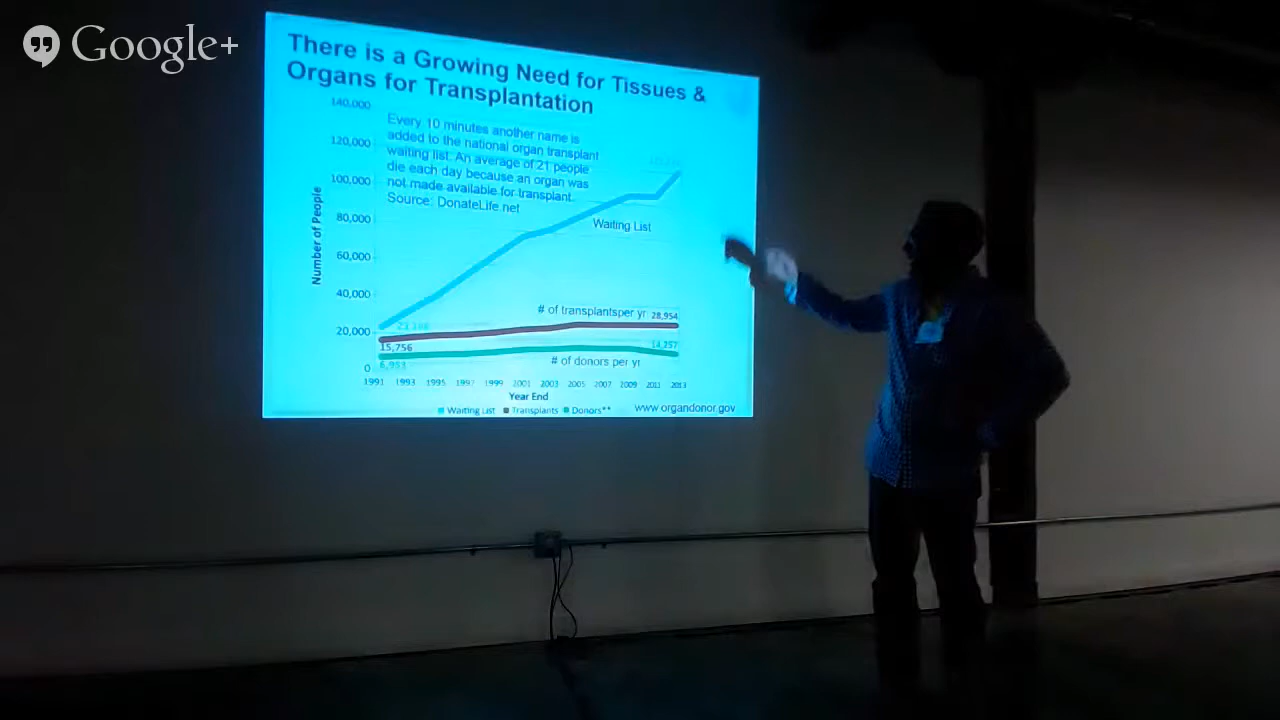 Google+
There is a Growing Need for Tissues &
Organs for Transplantation
140,000
120,000
100,000
80,000
60,000
40,000
20,000
0
Number of People
Every 10 minutes another name is
added to the national organ transplant
waiting list. An average of 21 people
die each day because an organ was
not made available for transplant.
Source: DonateLife.net
Waiting List
# of transplantsper yr 28,954
15,756
14,257
# of donors per yr
6,953
1991 1993 1995 1997 1999 2001 2003 2005 2007 2009 2011 2013
Year End
Waiting List Transplants Donors**
www.organdonor.gov